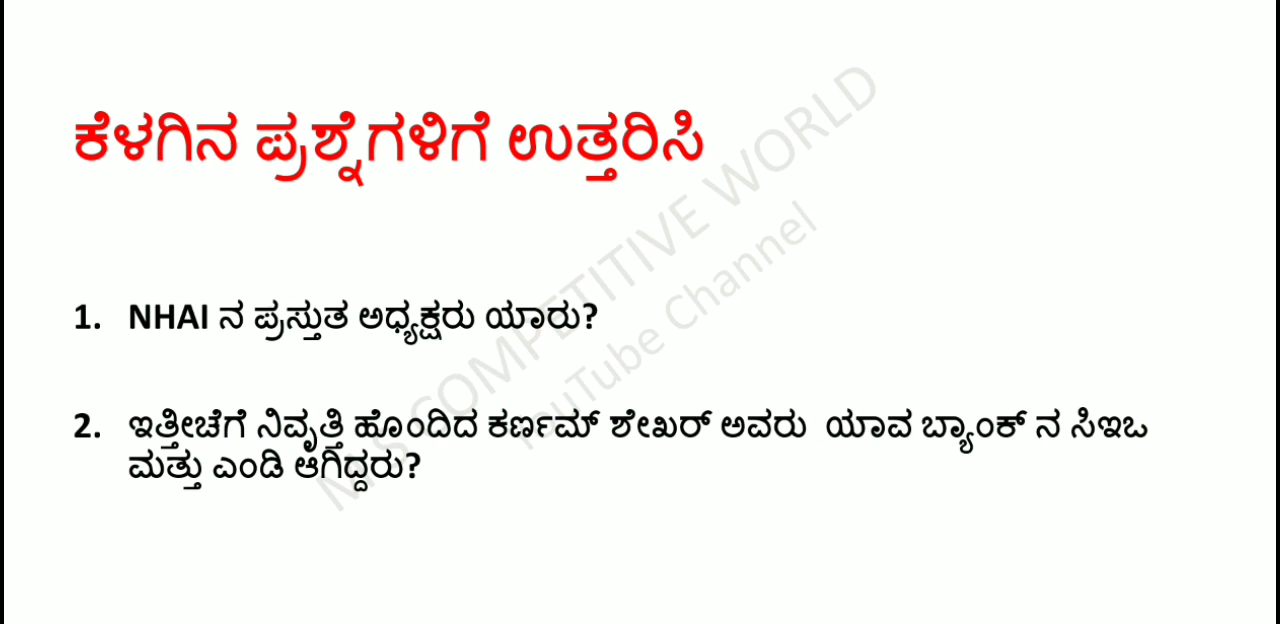 ಕೆಳಗಿನ ಪ್ರಶ್ನೆಗಳಿಗೆ ಉತ್ತರಿಸಿ
1. NHAI ನ ಪ್ರಸ್ತುತ ಅಧ್ಯಕ್ಷರು ಯಾರು?
2. ಇತ್ತೀಚೆಗೆ ನಿವೃತ್ತಿ ಹೊಂದಿದ ಕರ್ಣಮ್ ಶೇಖರ್ ಅವರು ಯಾವ ಬ್ಯಾಂಕ್ ನ ಸಿಇಒ
ಮತ್ತು ಎಂಡಿ ಆಗಿದ್ದರು?
COMPETITIVE WORLD
YouTube Channel